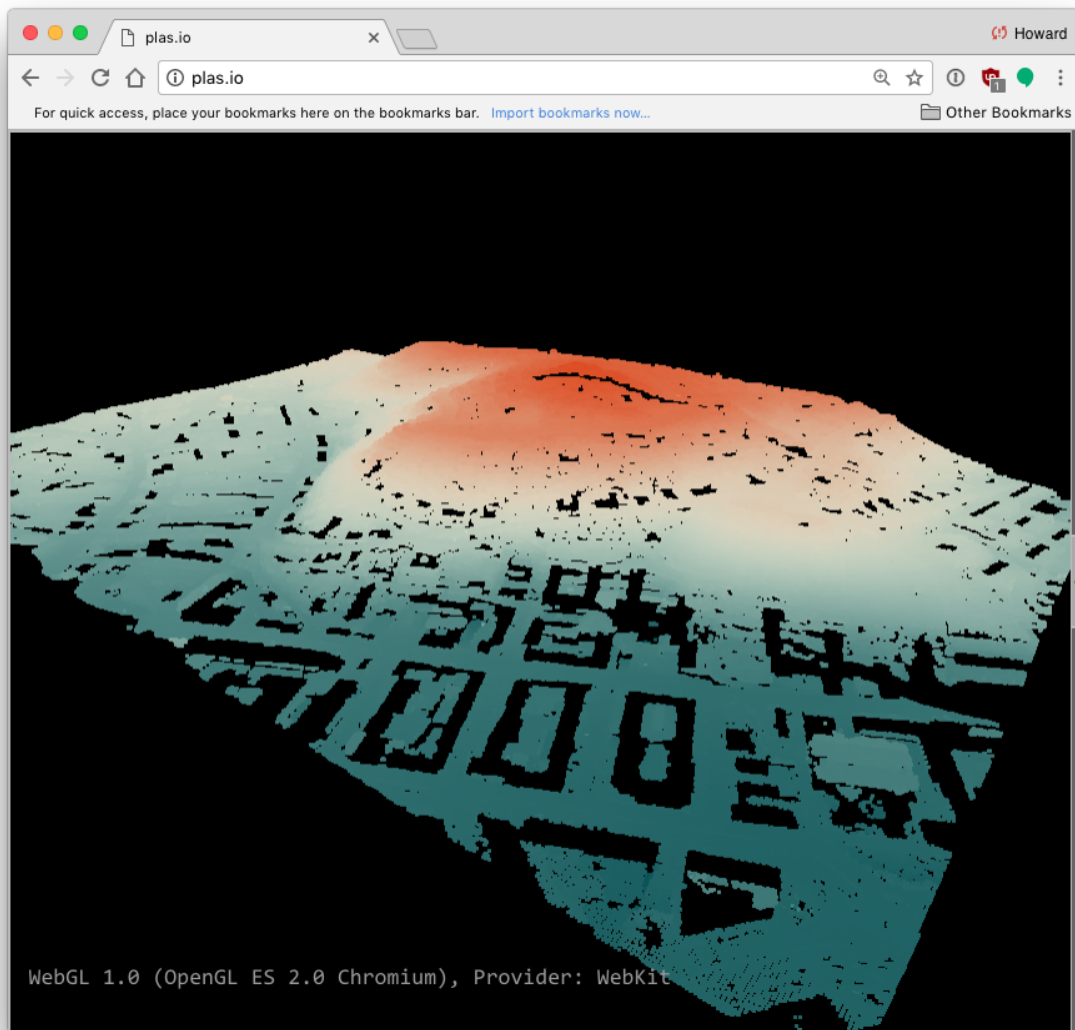 plas.io
Howard
plas.io
1
For quick access, place your bookmarks here on the bookmarks bar. Import bookmarks now...
Other Bookmarks
WebGL 1.0 (OpenGL ES 2.0 Chromium), Provider: WebKit